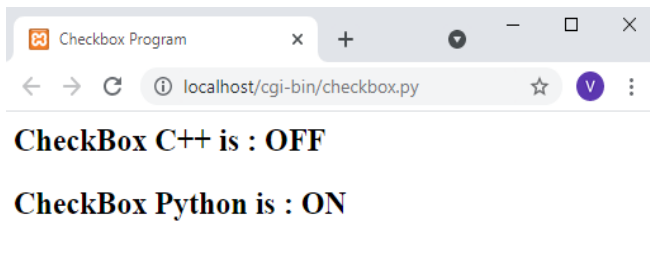 Checkbox Program
localhost/cgi-bin/checkbox.py
V
CheckBox C++ is : OFF
CheckBox Python is : ON